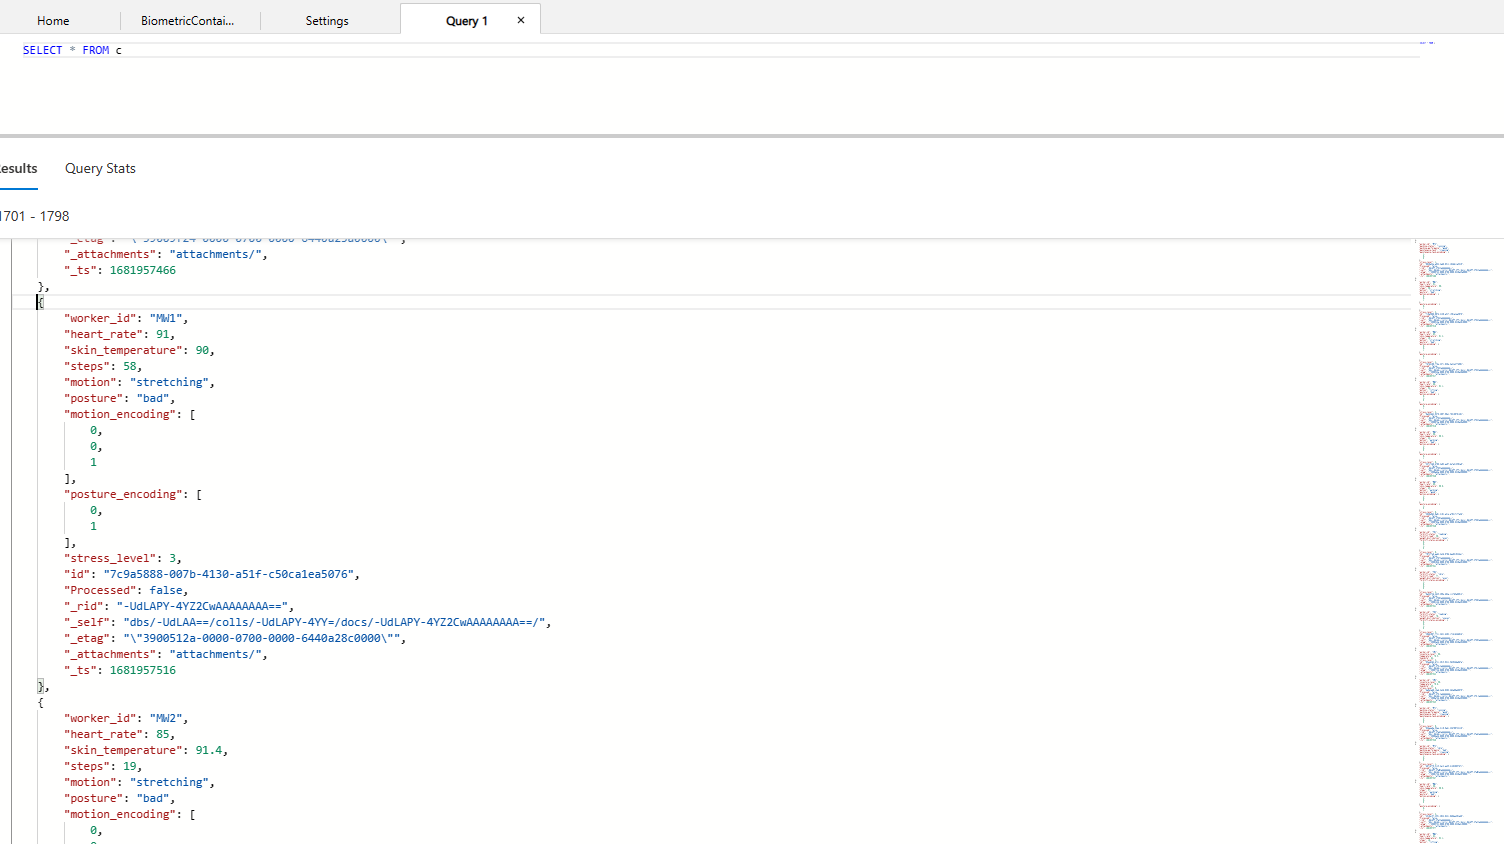 Home
BiometricContai...
Settings
Query 1
SELECT * FROM c
esults
Query Stats
1701 - 1798
"_attachments": "attachments/",
"_ts": 1681957466
},
{
"worker_id": "MW1",
"heart_rate": 91,
"skin_temperature": 90,
"steps": 58,
"motion": "stretching",
"posture": "bad",
"motion_encoding": [
0,
0,
1
],
"posture_encoding": [
0,
1
],
"stress_level": 3,
"id": "7c9a5888-007b-4130-a51f-c50ca1ea5076",
"Processed": false,
"_rid": "-UdLAPY-4YZ2CwAAAAAAAA==",
"_self": "dbs/-UdLAA==/colls/-UdLAPY-4YY=/docs/-UdLAPY-4YZ2CwAAAAAAAA==/",
"_etag": "\"3900512a-0000-0700-0000-6440a28c0000\"",
"_attachments": "attachments/",
"_ts": 1681957516
},
{
"worker_id": "MW2",
"heart_rate": 85,
"skin_temperature": 91.4,
"steps": 19,
"motion": "stretching",
"posture": "bad",
"motion_encoding": [
0,